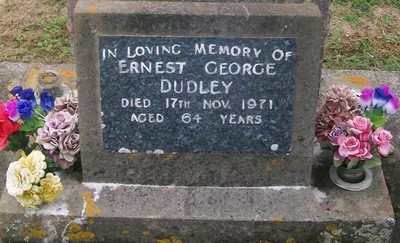 IN LOVING MEMORY OF
ERNEST GEORGE
DUDLEY
DIED 17TH NOV. 1971
AGED 64 YEARS